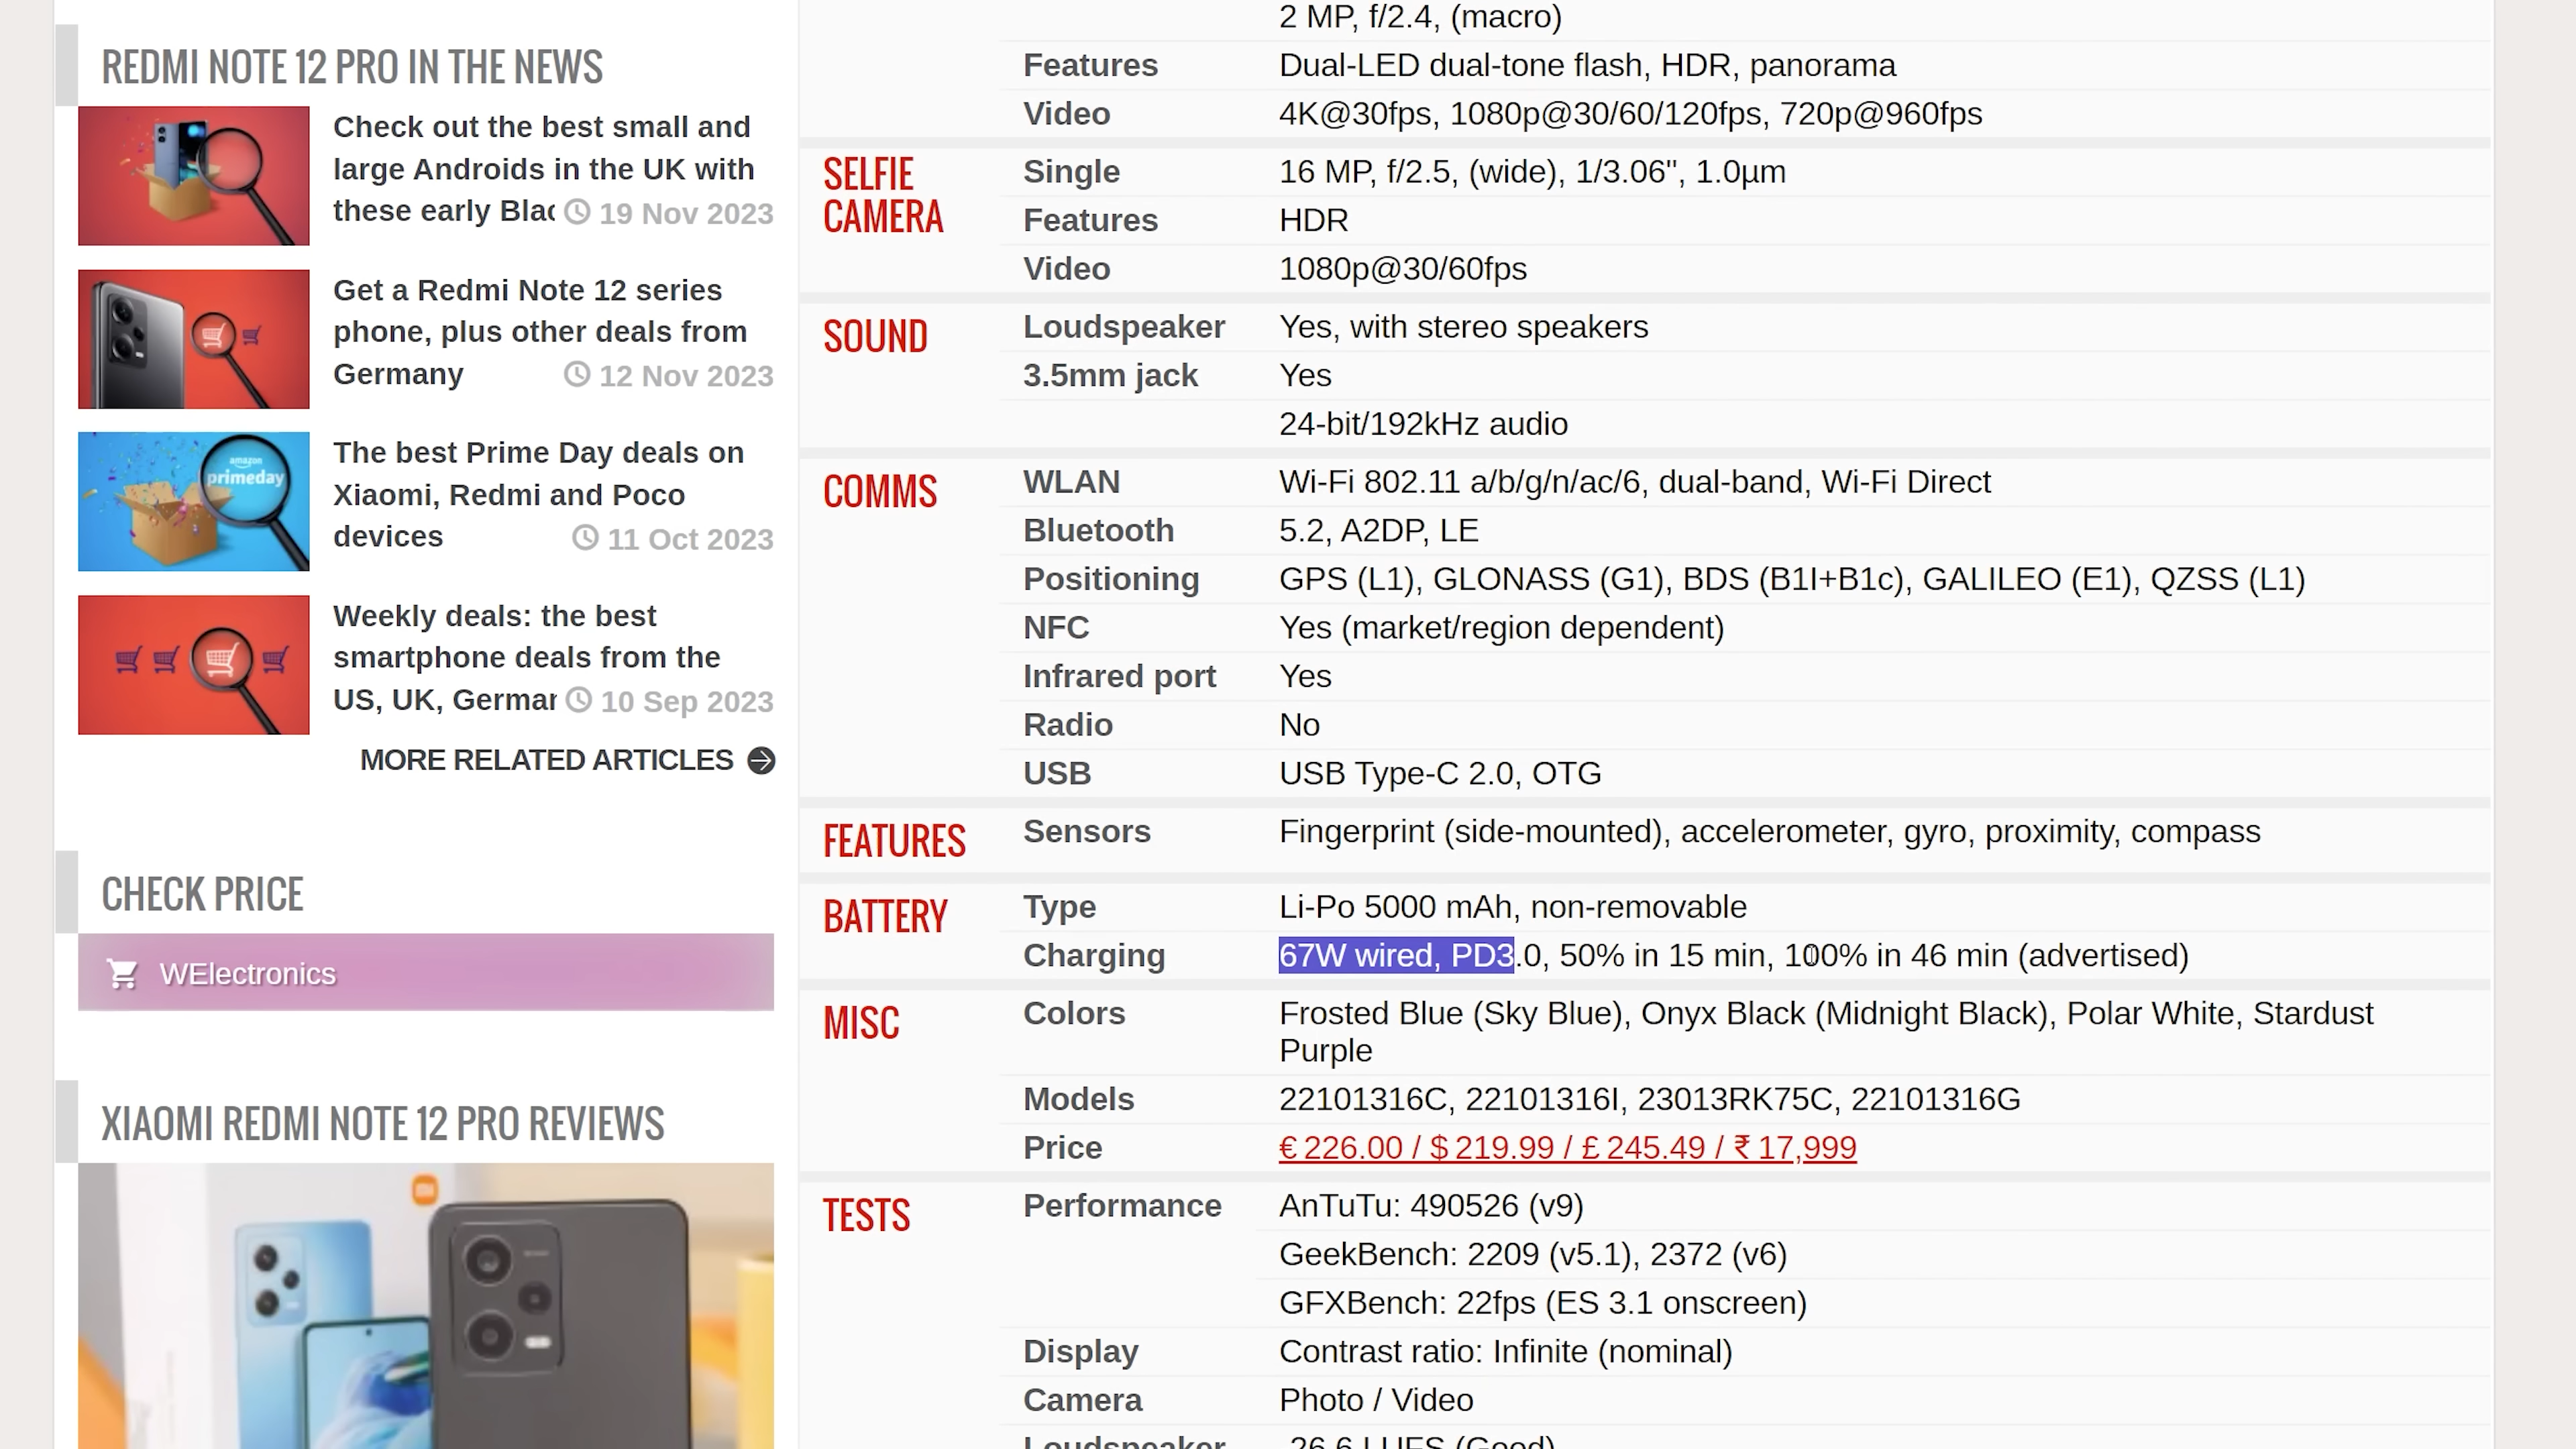 REDMI NOTE 12 PRO IN THE NEWS
Check out the best small and
large Androids in the UK with
these early Blac 19 Nov 2023
Get a Redmi Note 12 series
phone, plus other deals from
Germany 12 Nov 2023
amazon
primeday
The best Prime Day deals on
Xiaomi, Redmi and Poco
devices 11 Oct 2023
Weekly deals: the best
smartphone deals from the
US, UK, German 10 Sep 2023
MORE RELATED ARTICLES
CHECK PRICE
WElectronics
XIAOMI REDMI NOTE 12 PRO REVIEWS
2 MP, f/2.4, (macro)
Features Dual-LED dual-tone flash, HDR, panorama
Video 4K@30fps, 1080p@30/60/120fps, 720p@960fps
SELFIE CAMERA
Single 16 MP, f/2.5, (wide), 1/3.06", 1.0µm
Features HDR
Video 1080p@30/60fps
SOUND
Loudspeaker Yes, with stereo speakers
3.5mm jack Yes
24-bit/192kHz audio
COMMS
WLAN Wi-Fi 802.11 a/b/g/n/ac/6, dual-band, Wi-Fi Direct
Bluetooth 5.2, A2DP, LE
Positioning GPS (L1), GLONASS (G1), BDS (B1I+B1c), GALILEO (E1), QZSS (L1)
NFC Yes (market/region dependent)
Infrared port Yes
Radio No
USB USB Type-C 2.0, OTG
FEATURES
Sensors Fingerprint (side-mounted), accelerometer, gyro, proximity, compass
BATTERY
Type Li-Po 5000 mAh, non-removable
Charging 67W wired, PD3.0, 50% in 15 min, 100% in 46 min (advertised)
MISC
Colors Frosted Blue (Sky Blue), Onyx Black (Midnight Black), Polar White, Stardust
Purple
Models 22101316C, 22101316I, 23013RK75C, 22101316G
Price € 226.00 / $ 219.99 / £ 245.49 / ₹ 17,999
TESTS
Performance AnTuTu: 490526 (v9)
GeekBench: 2209 (v5.1), 2372 (v6)
GFXBench: 22fps (ES 3.1 onscreen)
Display Contrast ratio: Infinite (nominal)
Camera Photo / Video
Loudspeaker -26.6 LUFS (Good)